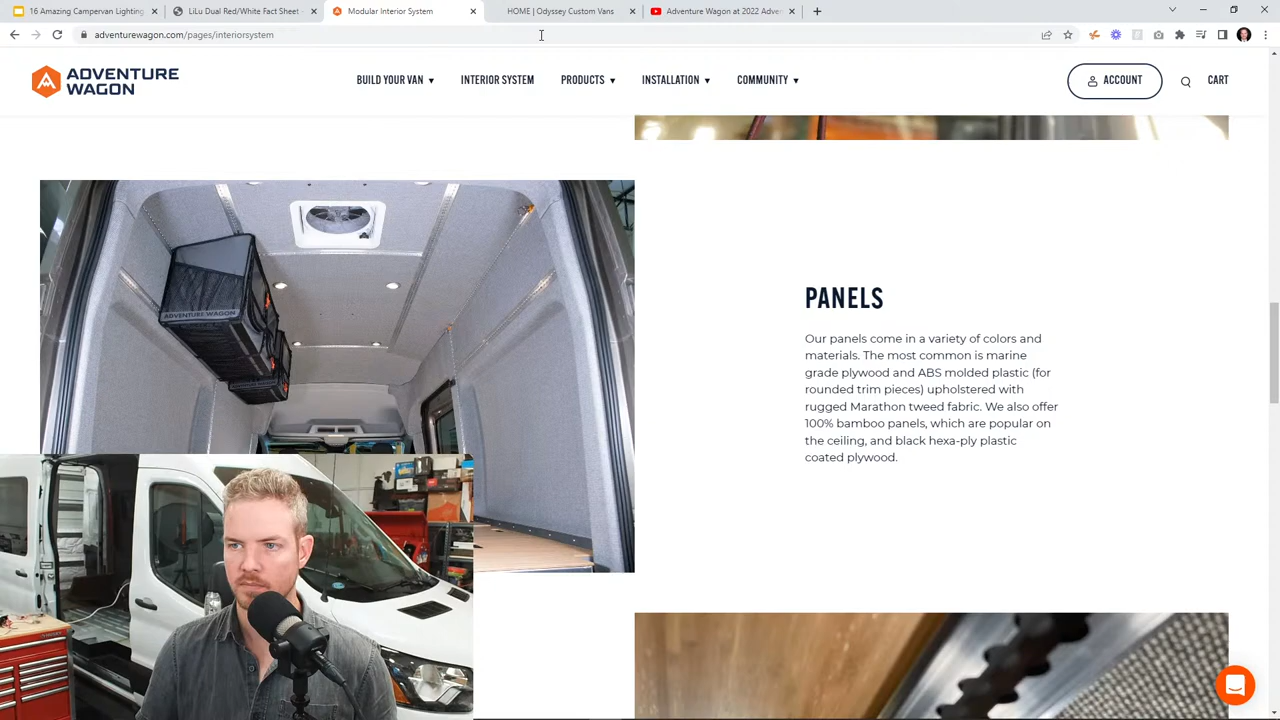 16 Amazing Campervan Lighting
LiLu Dual Red/White Fact Sheet -
Modular Interior System
HOME | Odyssey Custom Vans
Adventure Wagon at 2022 Adven
adventurewagon.com/pages/interiorsystem
ADVENTURE
WAGON
BUILD YOUR VAN
INTERIOR SYSTEM
PRODUCTS
INSTALLATION
COMMUNITY
ACCOUNT
CART
ADVENTURE WAGON
PANELS
Our panels come in a variety of colors and
materials. The most common is marine
grade plywood and ABS molded plastic (for
rounded trim pieces) upholstered with
rugged Marathon tweed fabric. We also offer
100% bamboo panels, which are popular on
the ceiling, and black hexa-ply plastic
coated plywood.